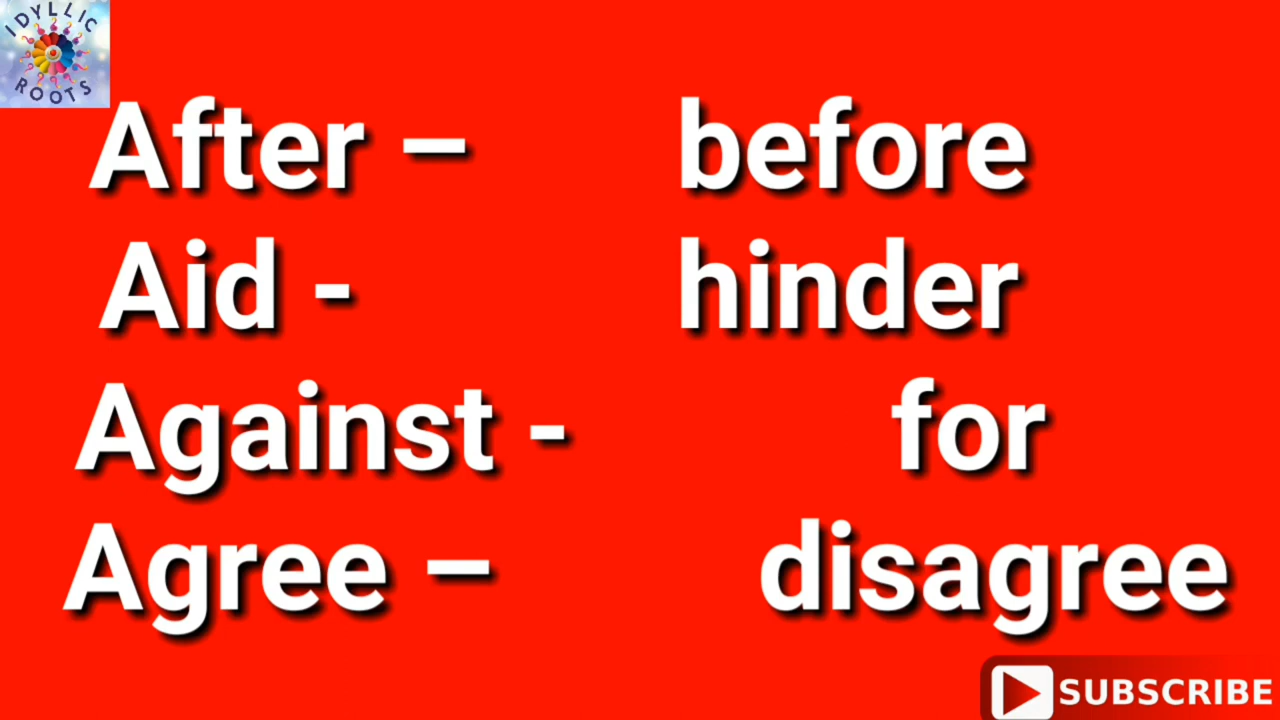 IDYLLIC
ROOTS
After – before
Aid - hinder
Against - for
Agree – disagree
SUBSCRIBE